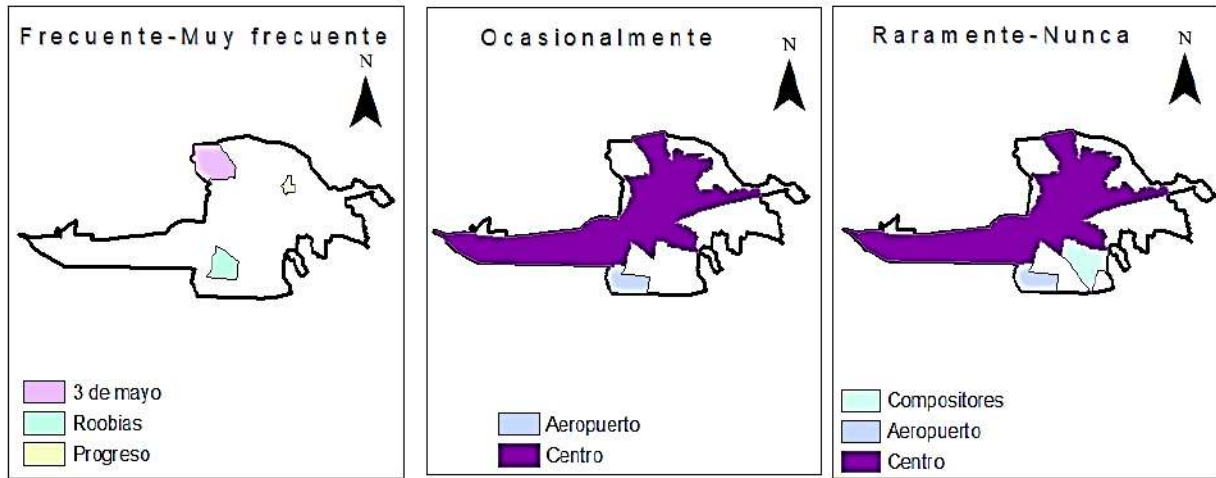 Frecuente-Muy frecuente
N
3 de mayo
Roobias
Progreso
Ocasionalmente
N
Aeropuerto
Centro
Raramente-Nunca
N
Compositores
Aeropuerto
Centro